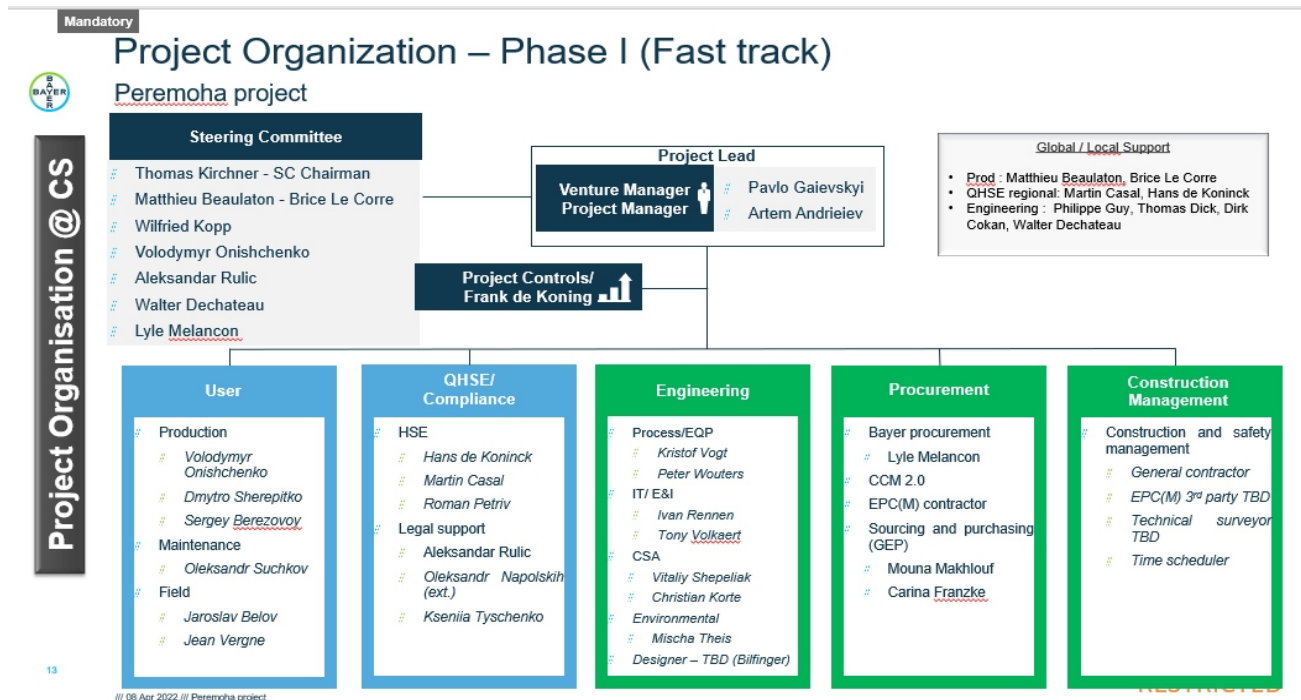 Mandatory
Project Organization – Phase I (Fast track)
BAYER
BAYER
Peremoha project
Project Organisation @ CS
Steering Committee
Thomas Kirchner - SC Chairman
Matthieu Beaulaton - Brice Le Corre
Wilfried Kopp
Volodymyr Onishchenko
Aleksandar Rulic
Walter Dechateau
Lyle Melancon
Project Lead
Venture Manager
Project Manager
Pavlo Gaievskyi
Artem Andrieiev
Project Controls/
Frank de Koning
Global / Local Support
• Prod : Matthieu Beaulaton, Brice Le Corre
• QHSE regional: Martin Casal, Hans de Koninck
• Engineering : Philippe Guy, Thomas Dick, Dirk
Cokan, Walter Dechateau
User
Production
Volodymyr
Onishchenko
Dmytro Sherepitko
Sergey Berezovoy
Maintenance
Oleksandr Suchkov
Field
Jaroslav Belov
Jean Vergne
QHSE/
Compliance
HSE
Hans de Koninck
Martin Casal
Roman Petriv
Legal support
Aleksandar Rulic
Oleksandr Napolskih
(ext.)
Kseniia Tyschenko
Engineering
Process/EQP
Kristof Vogt
Peter Wouters
IT/ E&I
Ivan Rennen
Tony Volkaert
CSA
Vitaliy Shepeliak
Christian Korte
Environmental
Mischa Theis
Designer – TBD (Bilfinger)
Procurement
Bayer procurement
Lyle Melancon
CCM 2.0
EPC(M) contractor
Sourcing and purchasing
(GEP)
Mouna Makhlouf
Carina Franzke
Construction
Management
Construction and safety
management
General contractor
EPC(M) 3rd party TBD
Technical surveyor
TBD
Time scheduler
13
/// 08 Apr 2022 /// Peremoha project
RESTRICTED